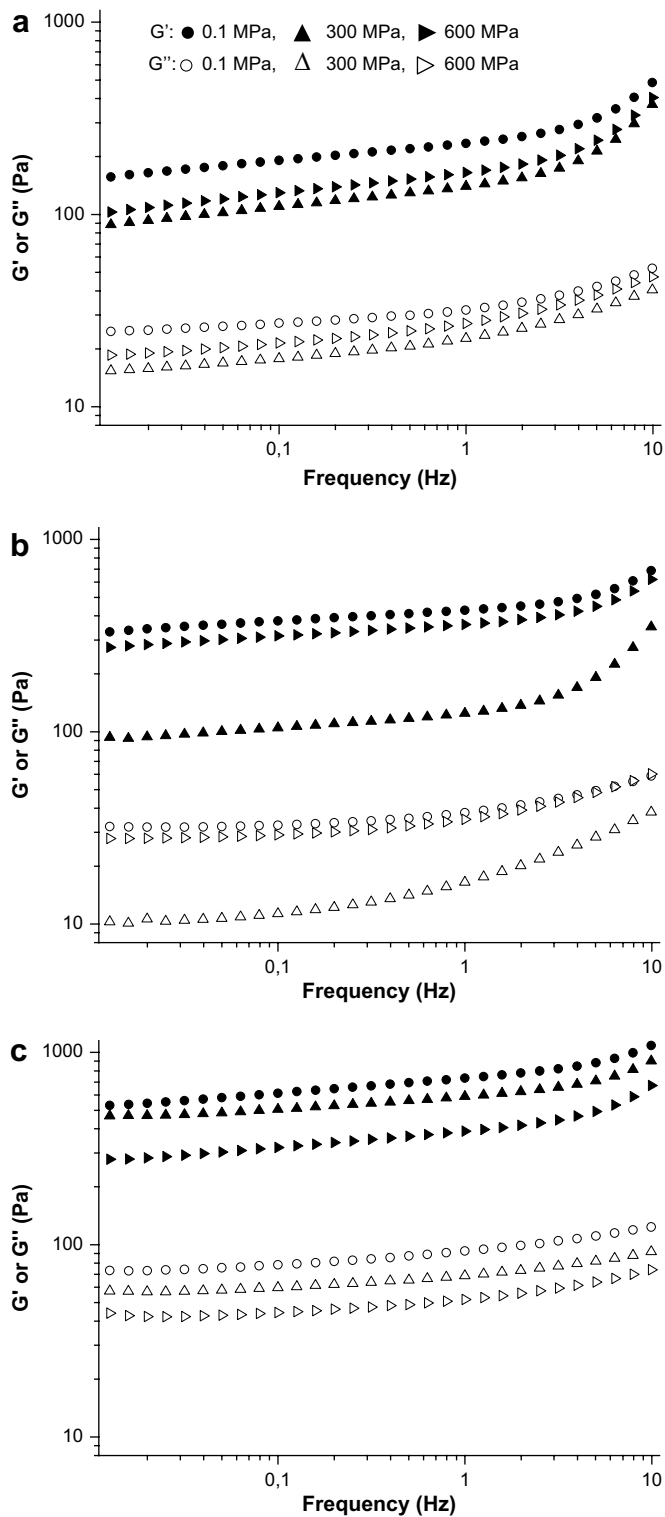 a
1000
G': ● 0.1 MPa, ▲ 300 MPa, ▶ 600 MPa
G'': ○ 0.1 MPa, △ 300 MPa, ▷ 600 MPa
G' or G'' (Pa)
100
10
0,1 1 10
Frequency (Hz)
b
1000
G' or G'' (Pa)
100
10
0,1 1 10
Frequency (Hz)
c
1000
G' or G'' (Pa)
100
10
0,1 1 10
Frequency (Hz)